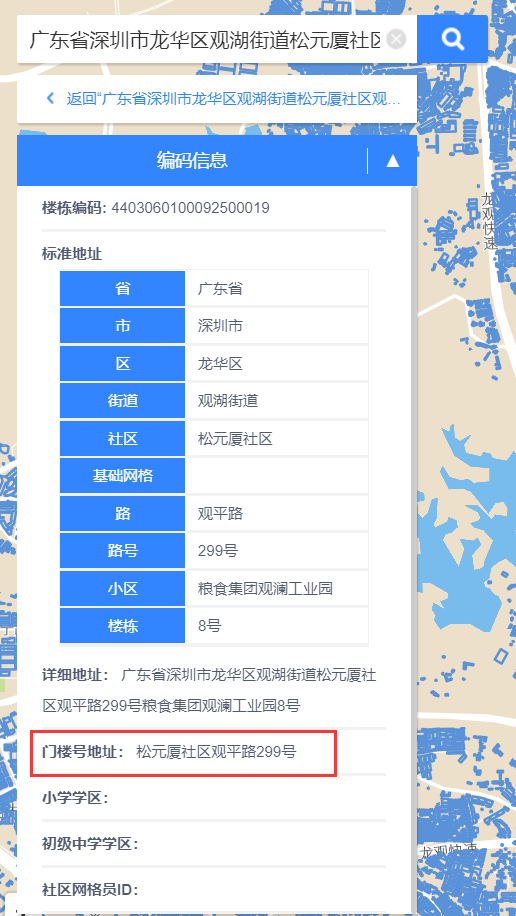 广东省深圳市龙华区观湖街道松元厦社区
返回“广东省深圳市龙华区观湖街道松元厦社区观...
编码信息 ▲
楼栋编码: 4403060100092500019
标准地址
省 广东省
市 深圳市
区 龙华区
街道 观湖街道
社区 松元厦社区
基础网格
路 观平路
路号 299号
小区 粮食集团观澜工业园
楼栋 8号
详细地址： 广东省深圳市龙华区观湖街道松元厦社
区观平路299号粮食集团观澜工业园8号
门楼号地址： 松元厦社区观平路299号
小学学区：
初级中学学区：
社区网格员ID：
龙观快速
龙观快速